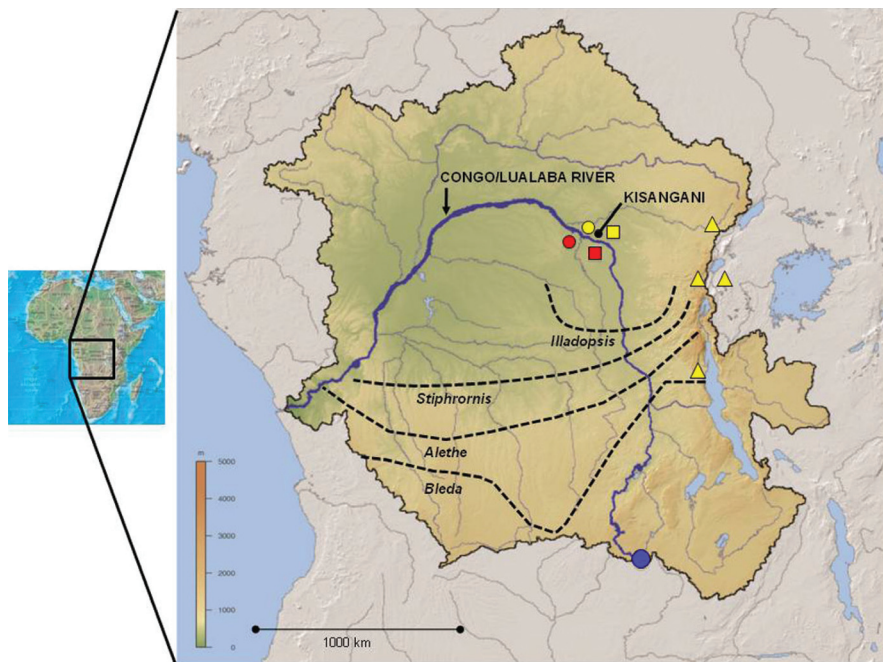 CONGO/LUALABA RIVER
KISANGANI
Illadopsis
Stiphrornis
Alethe
Bleda
m
5000
4000
3000
2000
1000
0
1000 km